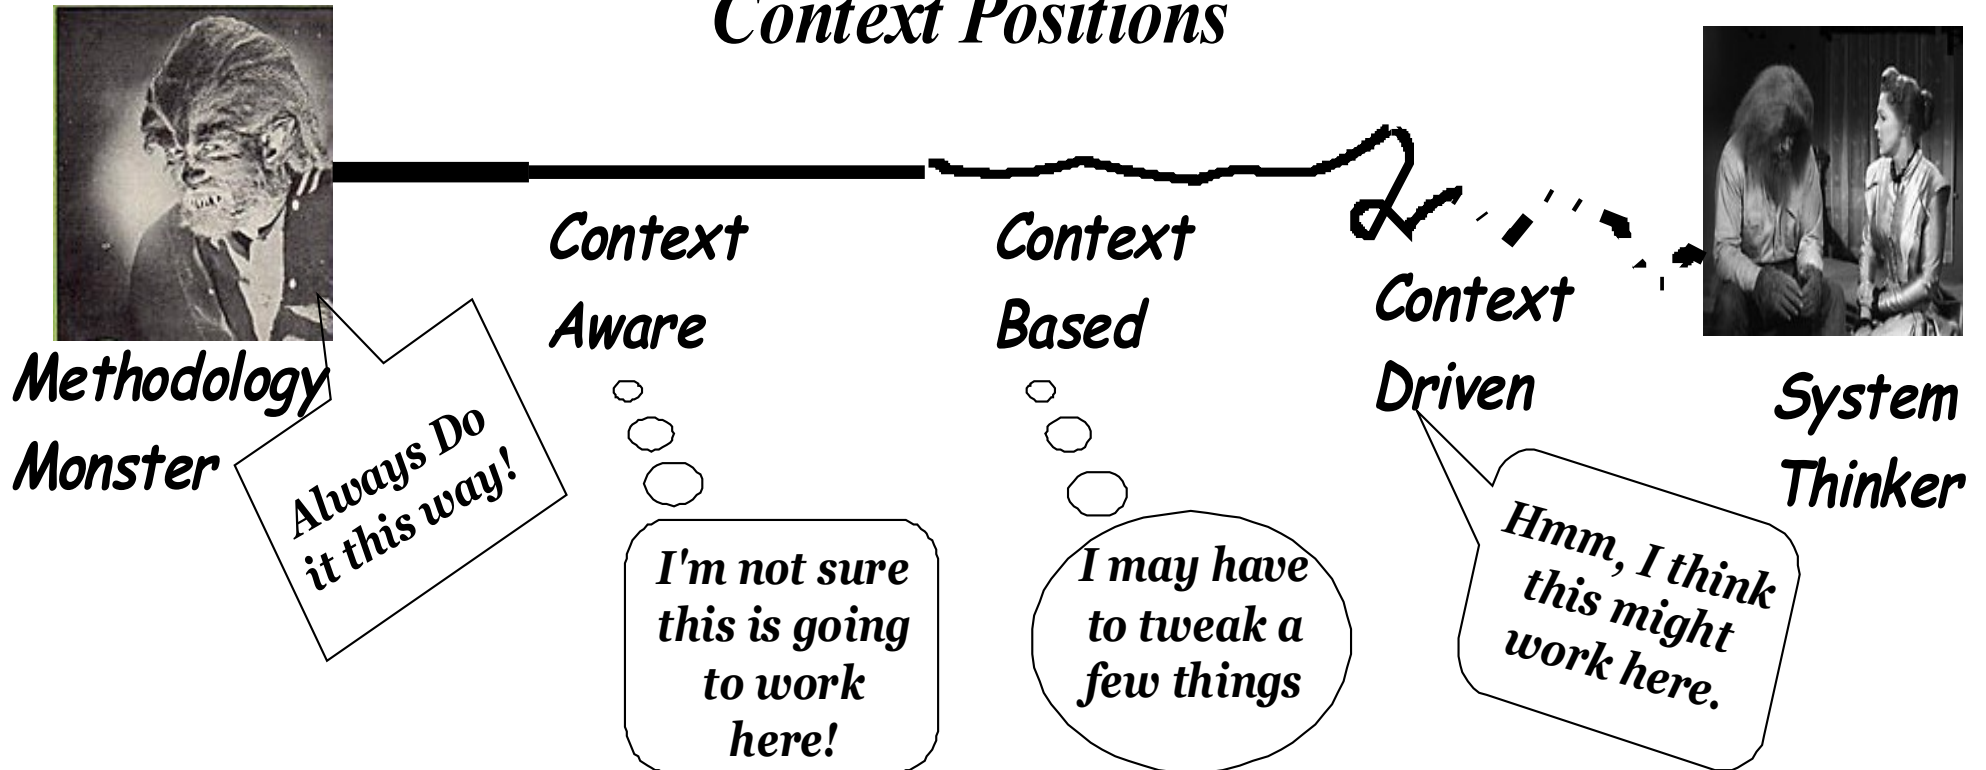 Context Positions
Methodology
Monster
Always Do
it this way!
Context
Aware
I'm not sure
this is going
to work
here!
Context
Based
I may have
to tweak a
few things
Context
Driven
Hmm, I think
this might
work here.
System
Thinker